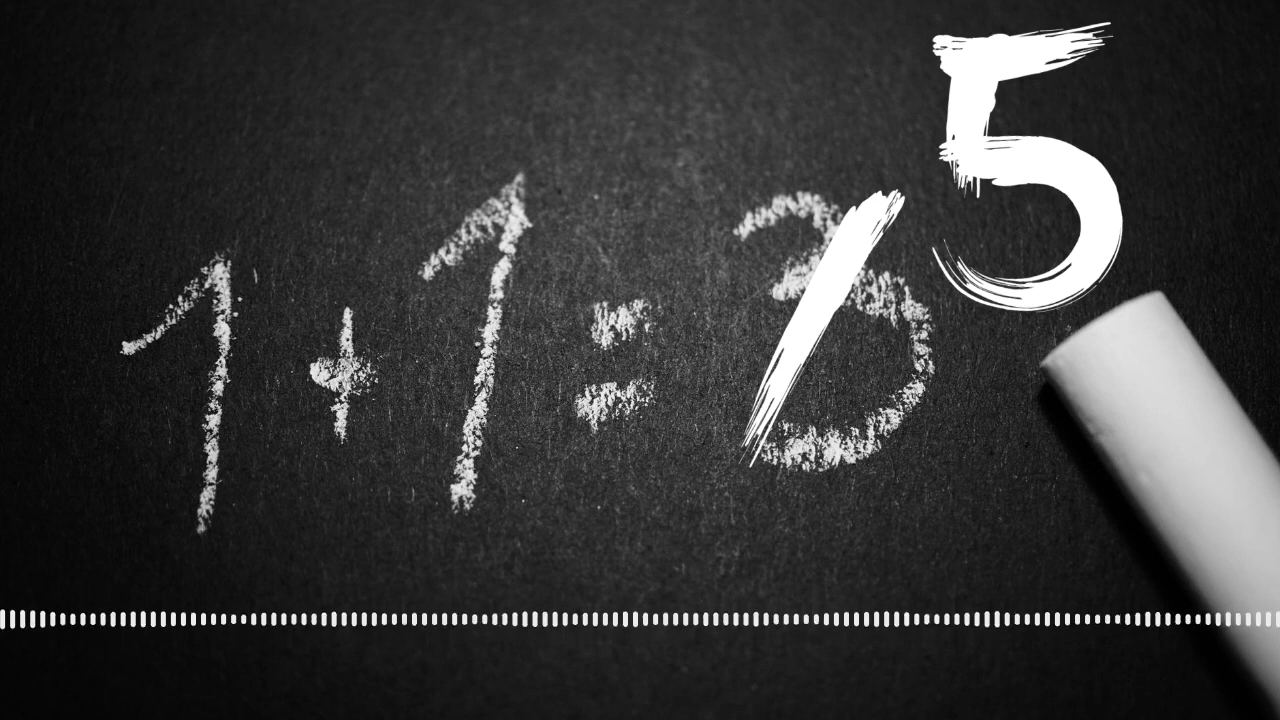 1 + 1 = 3 5